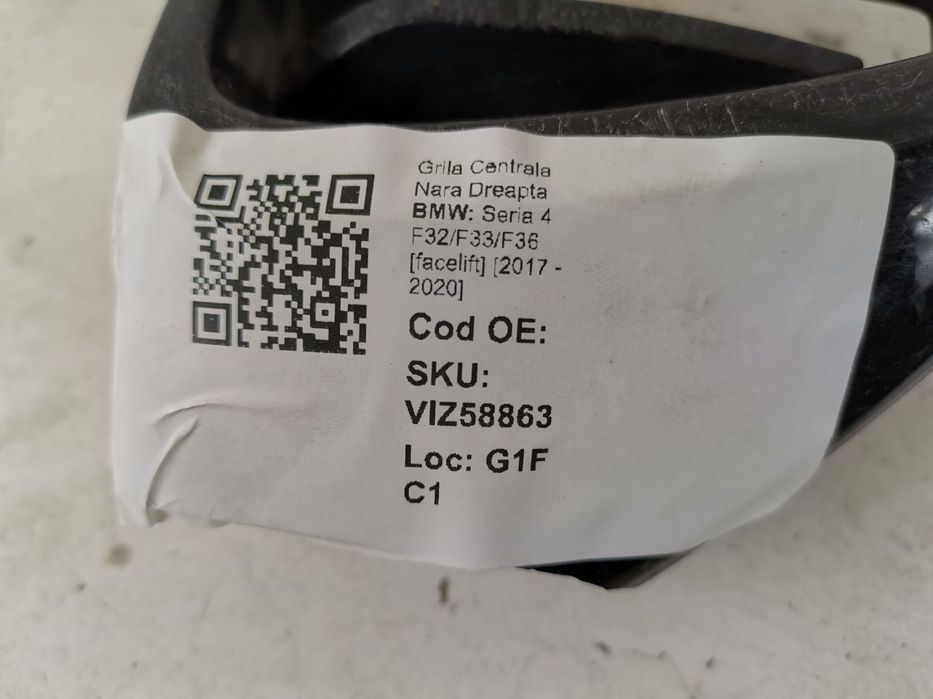 Grila Centrala
Nara Dreapta
BMW: Seria 4
F32/F33/F36
[facelift] [2017 -
2020]
Cod OE:
SKU:
VIZ58863
Loc: G1F
C1